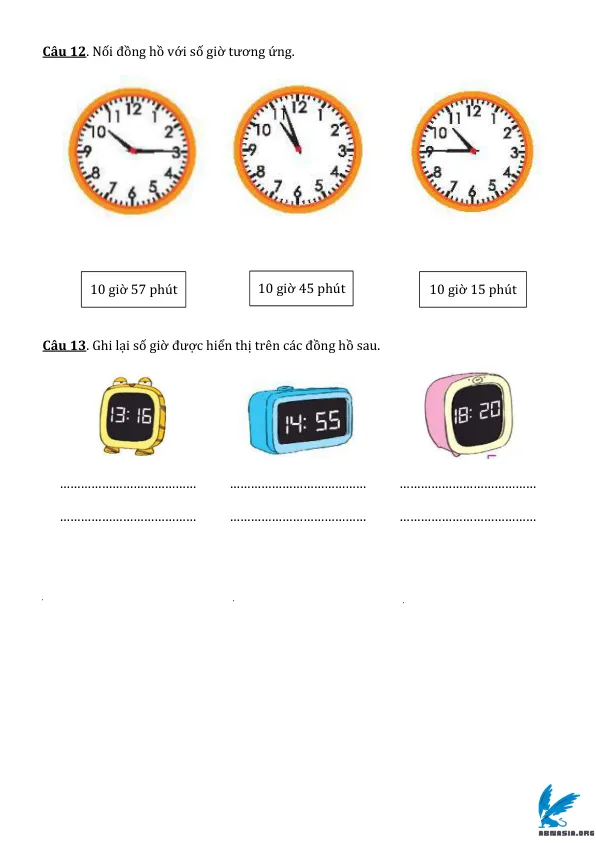 Câu 12. Nối đồng hồ với số giờ tương ứng.
12 1 2 3 4 5 6 7 8 9 10 11
12 1 2 3 4 5 6 7 8 9 10 11
12 1 2 3 4 5 6 7 8 9 10 11
10 giờ 57 phút 10 giờ 45 phút 10 giờ 15 phút
Câu 13. Ghi lại số giờ được hiển thị trên các đồng hồ sau.
13:16 14:55 18:20
........................................ ........................................ ........................................
........................................ ........................................ ........................................
ABMASIA.ORG